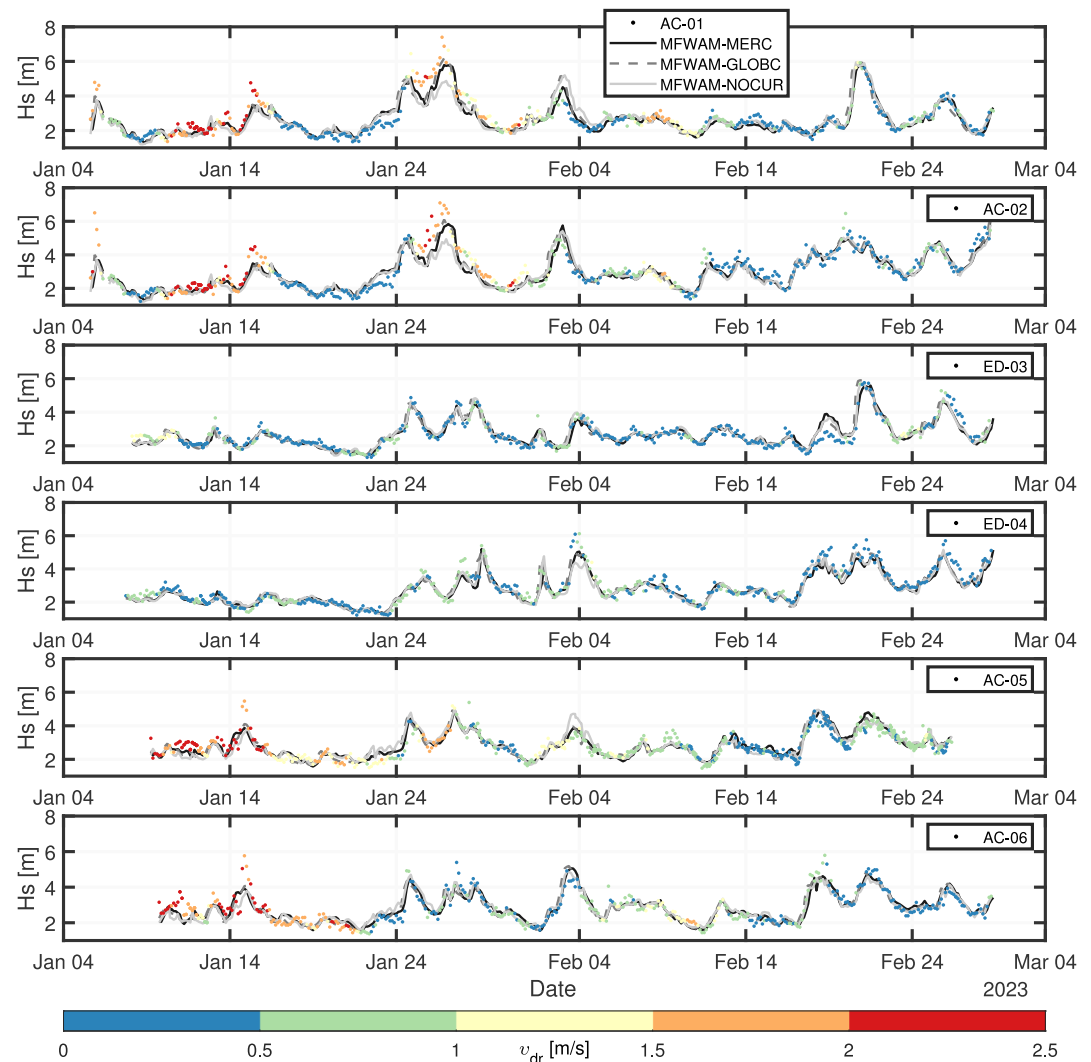 AC-01
MFWAM-MERC
MFWAM-GLOBC
MFWAM-NOCUR
Hs [m]
8
6
4
2
Jan 04 Jan 14 Jan 24 Feb 04 Feb 14 Feb 24 Mar 04
AC-02
Hs [m]
8
6
4
2
Jan 04 Jan 14 Jan 24 Feb 04 Feb 14 Feb 24 Mar 04
ED-03
Hs [m]
8
6
4
2
Jan 04 Jan 14 Jan 24 Feb 04 Feb 14 Feb 24 Mar 04
ED-04
Hs [m]
8
6
4
2
Jan 04 Jan 14 Jan 24 Feb 04 Feb 14 Feb 24 Mar 04
AC-05
Hs [m]
8
6
4
2
Jan 04 Jan 14 Jan 24 Feb 04 Feb 14 Feb 24 Mar 04
AC-06
Hs [m]
8
6
4
2
Jan 04 Jan 14 Jan 24 Feb 04 Feb 14 Feb 24 Mar 04
Date
2023
0 0.5 1 v_dr [m/s] 1.5 2 2.5